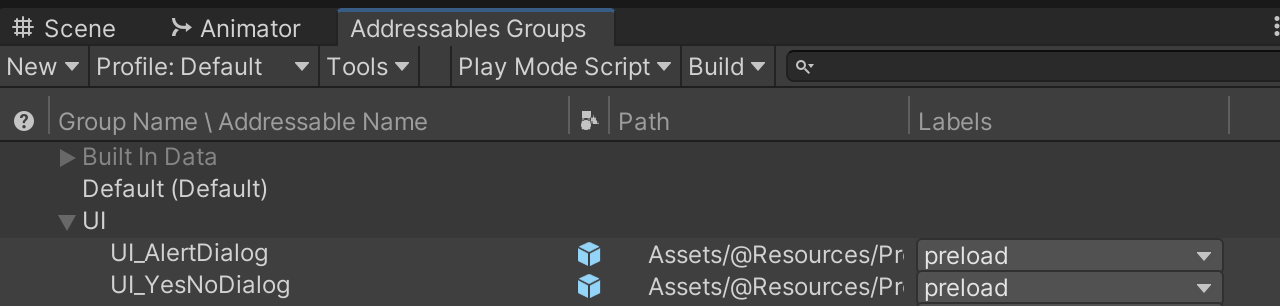 Scene Animator Addressables Groups
New Profile: Default Tools Play Mode Script Build
Group Name \ Addressable Name Path Labels
Built In Data
Default (Default)
UI
UI_AlertDialog Assets/@Resources/Pr preload
UI_YesNoDialog Assets/@Resources/Pr preload